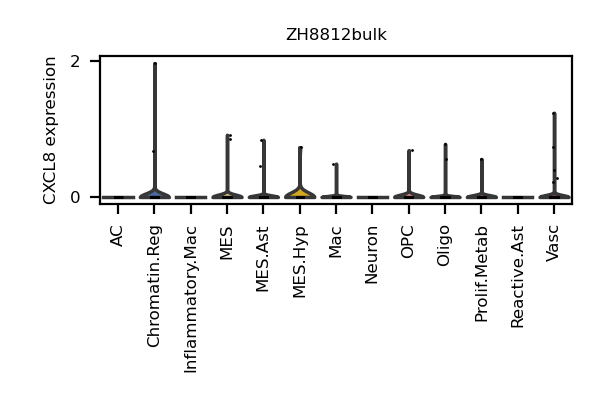 ZH8812bulk
CXCL8 expression
2
0
AC
Chromatin.Reg
Inflammatory.Mac
MES
MES.Ast
MES.Hyp
Mac
Neuron
OPC
Oligo
Prolif.Metab
Reactive.Ast
Vasc